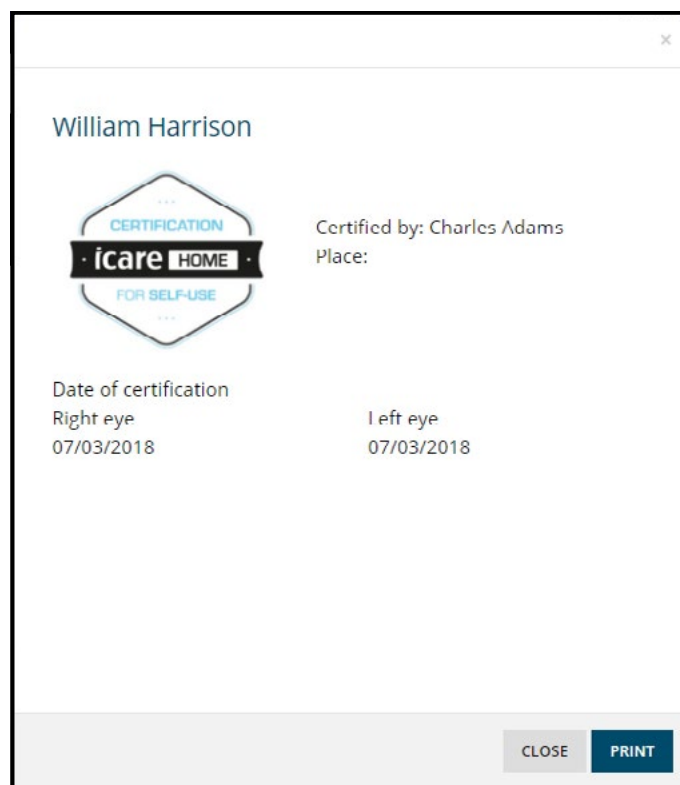 ×
William Harrison
CERTIFICATION
· icare HOME ·
FOR SELF-USE
Certified by: Charles Adams
Place:
Date of certification
Right eye
Left eye
07/03/2018
07/03/2018
CLOSE
PRINT